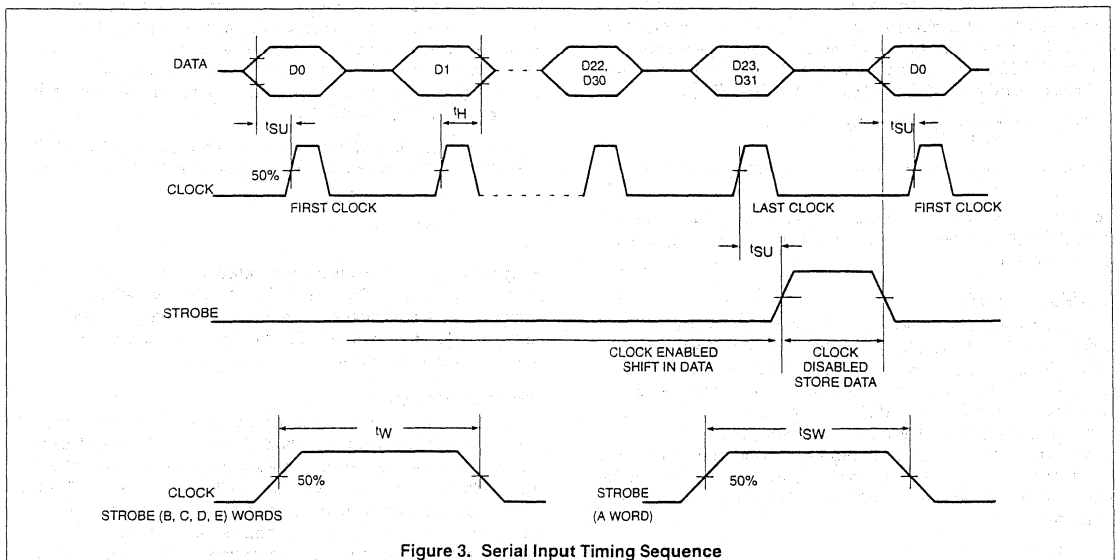 DATA
D0
D1
D22,
D30
D23,
D31
D0
tSU
tH
tSU
50%
CLOCK
FIRST CLOCK
LAST CLOCK
FIRST CLOCK
tSU
STROBE
CLOCK ENABLED
SHIFT IN DATA
CLOCK
DISABLED
STORE DATA
tW
tSW
50%
50%
CLOCK
STROBE (B, C, D, E) WORDS
STROBE
(A WORD)
Figure 3. Serial Input Timing Sequence